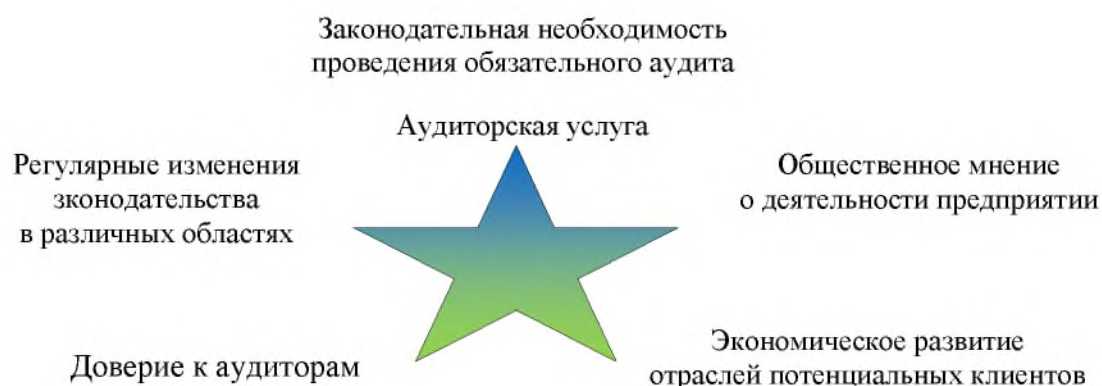 Законодательная необходимость
проведения обязательного аудита
Аудиторская услуга
Регулярные изменения
зконодательства
в различных областях
Общественное мнение
о деятельности предприятии
Доверие к аудиторам
Экономическое развитие
отраслей потенциальных клиентов